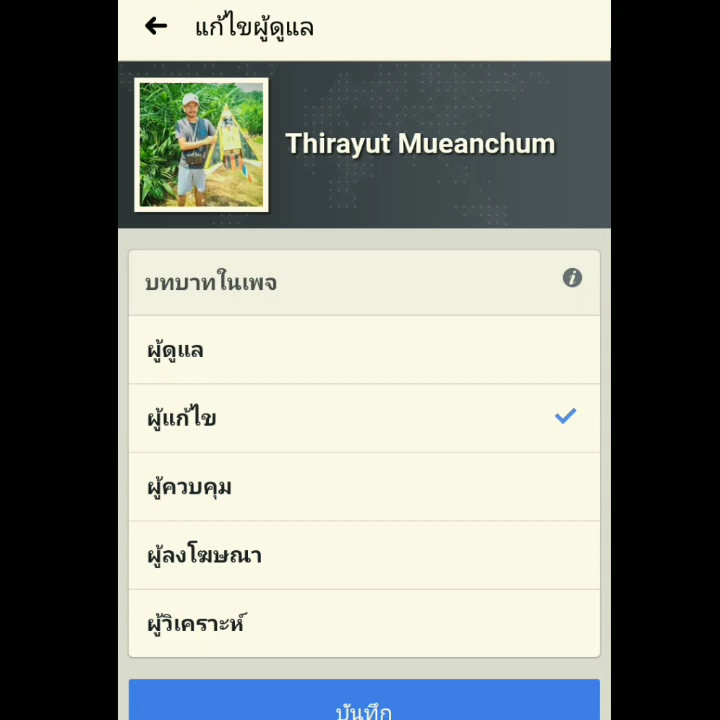 แก้ไขผู้ดูแล
Thirayut Mueanchum
บทบาทในเพจ
ผู้ดูแล
ผู้แก้ไข
ผู้ควบคุม
ผู้ลงโฆษณา
ผู้วิเคราะห์
บันทึก